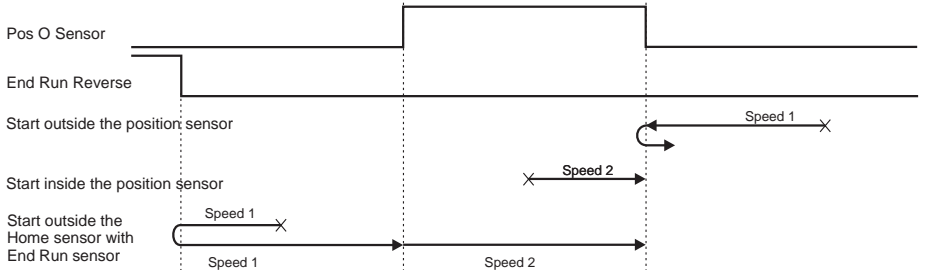 Pos O Sensor
End Run Reverse
Start outside the position sensor
Speed 1
Start inside the position sensor
Speed 2
Start outside the
Home sensor with
End Run sensor
Speed 1
Speed 1
Speed 2